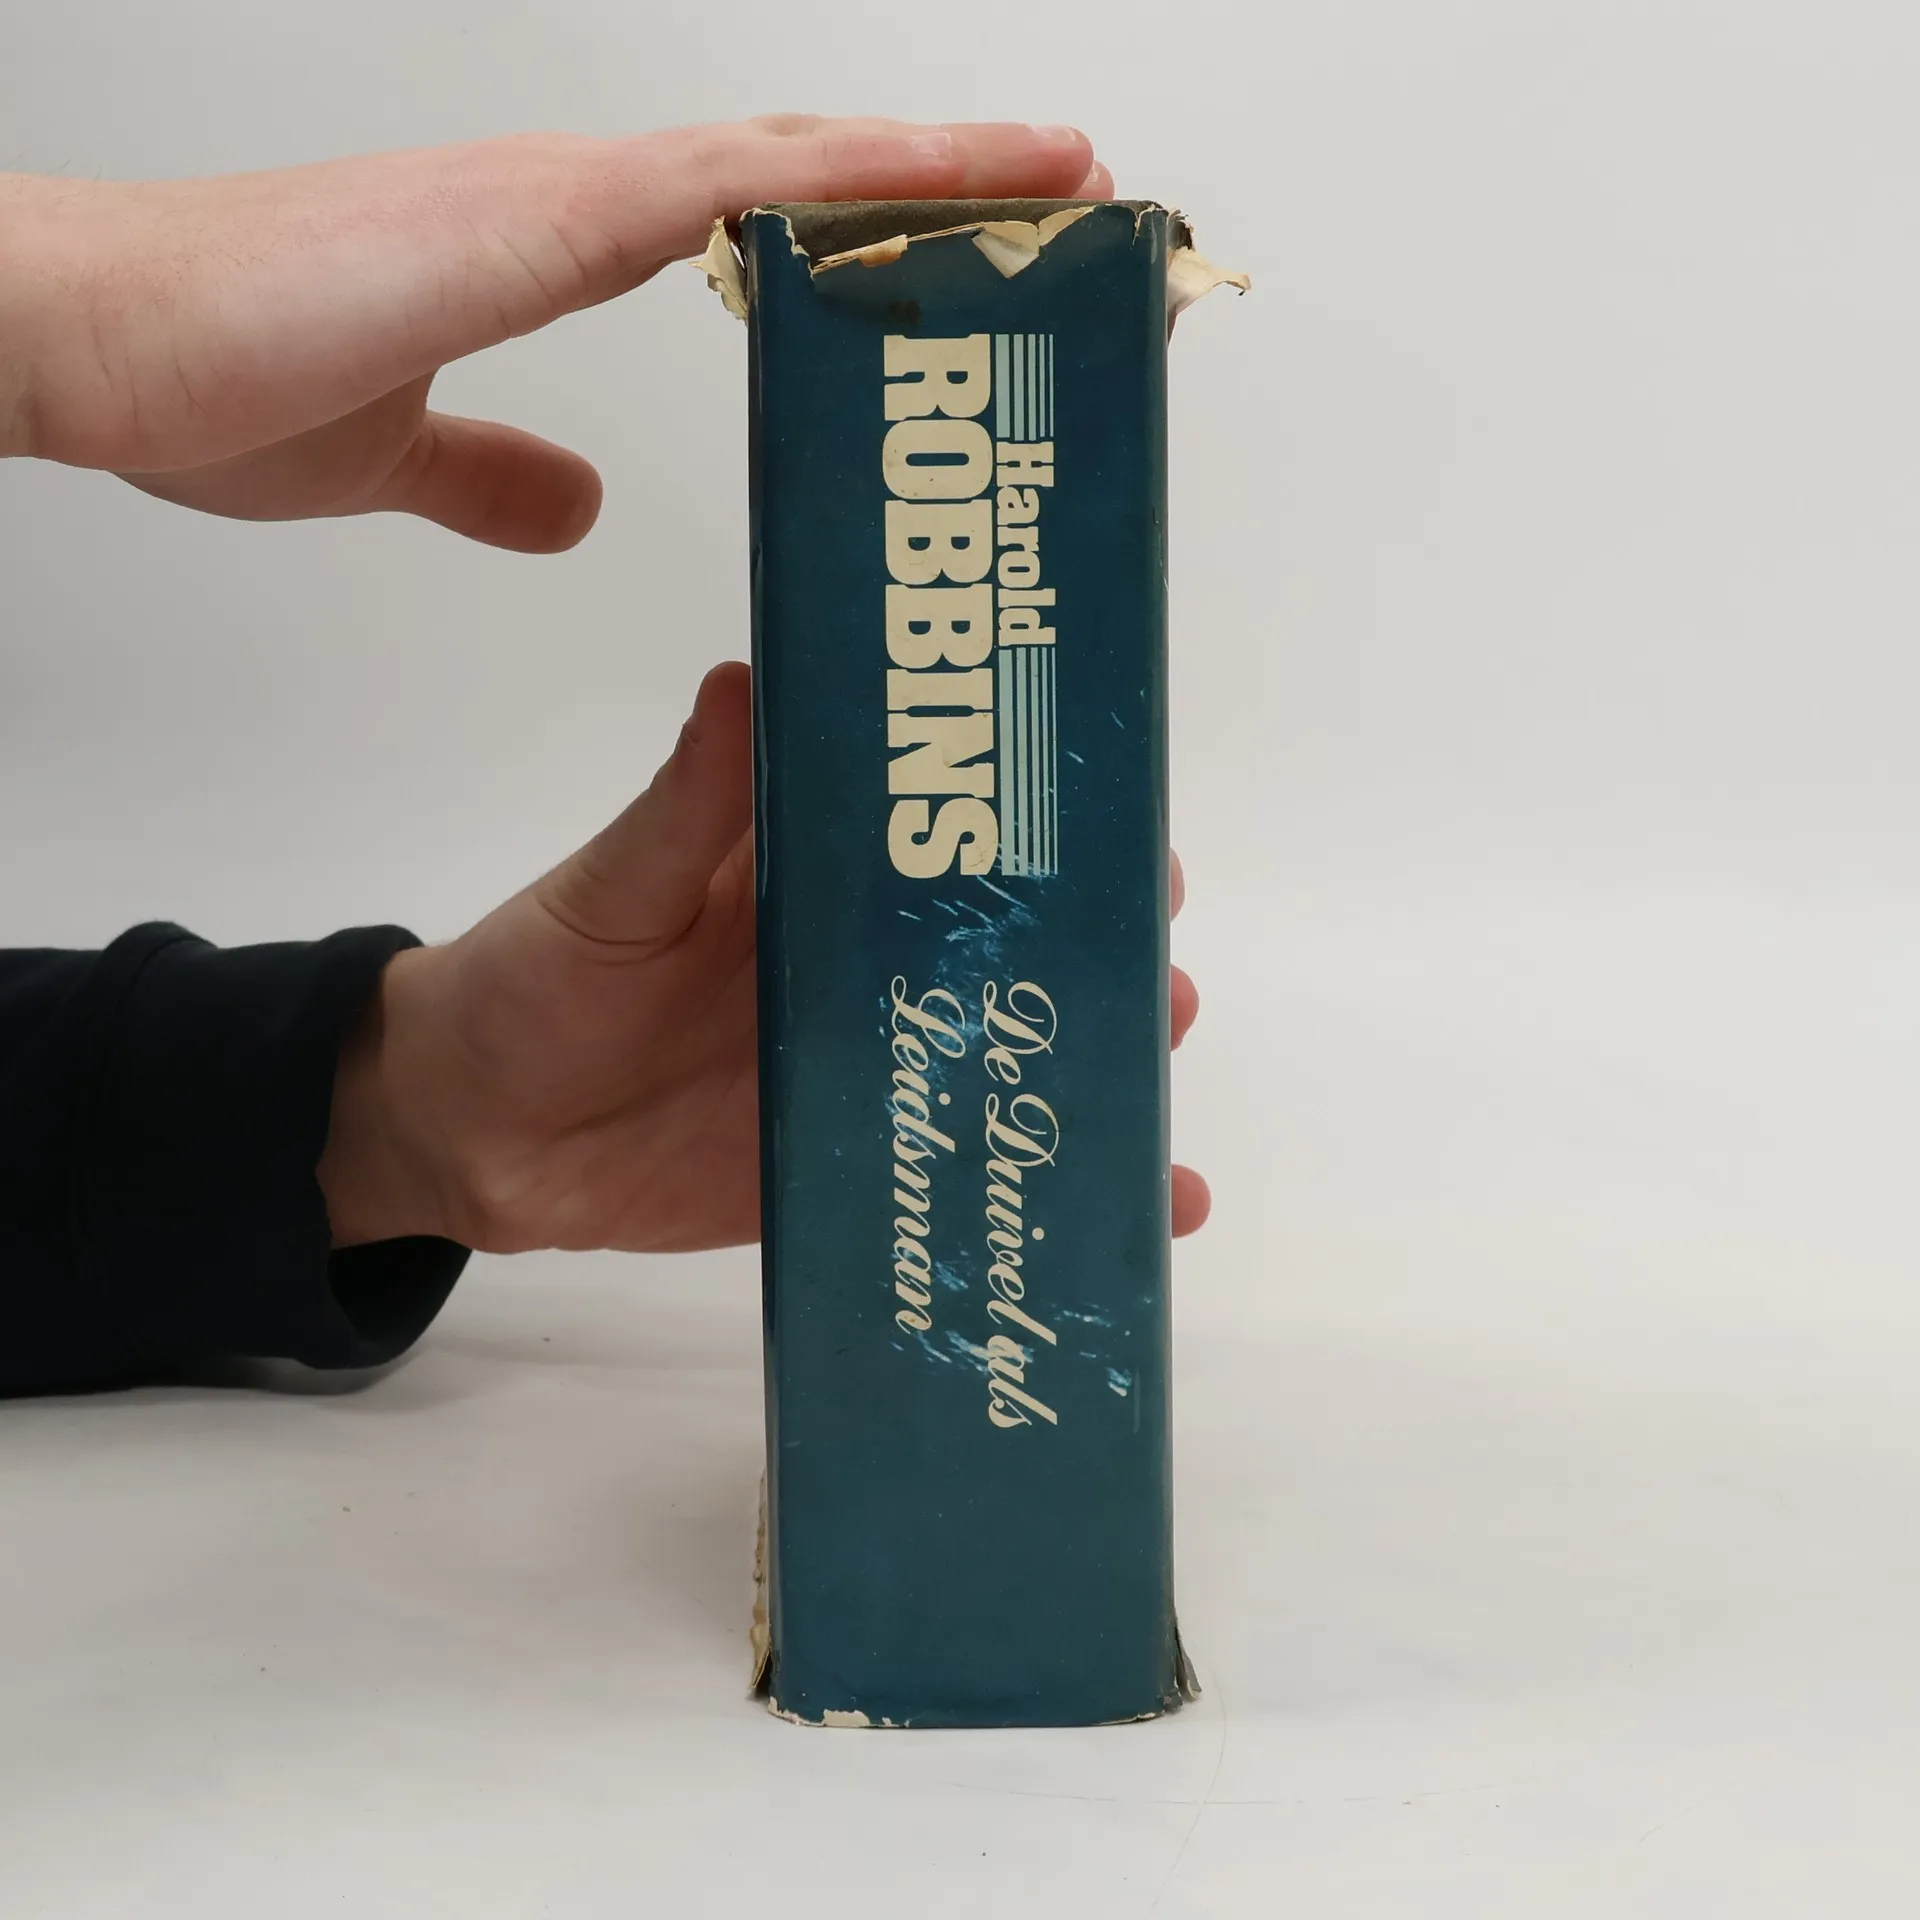 Harold
ROBBINS
De Duivel als
Leidsman